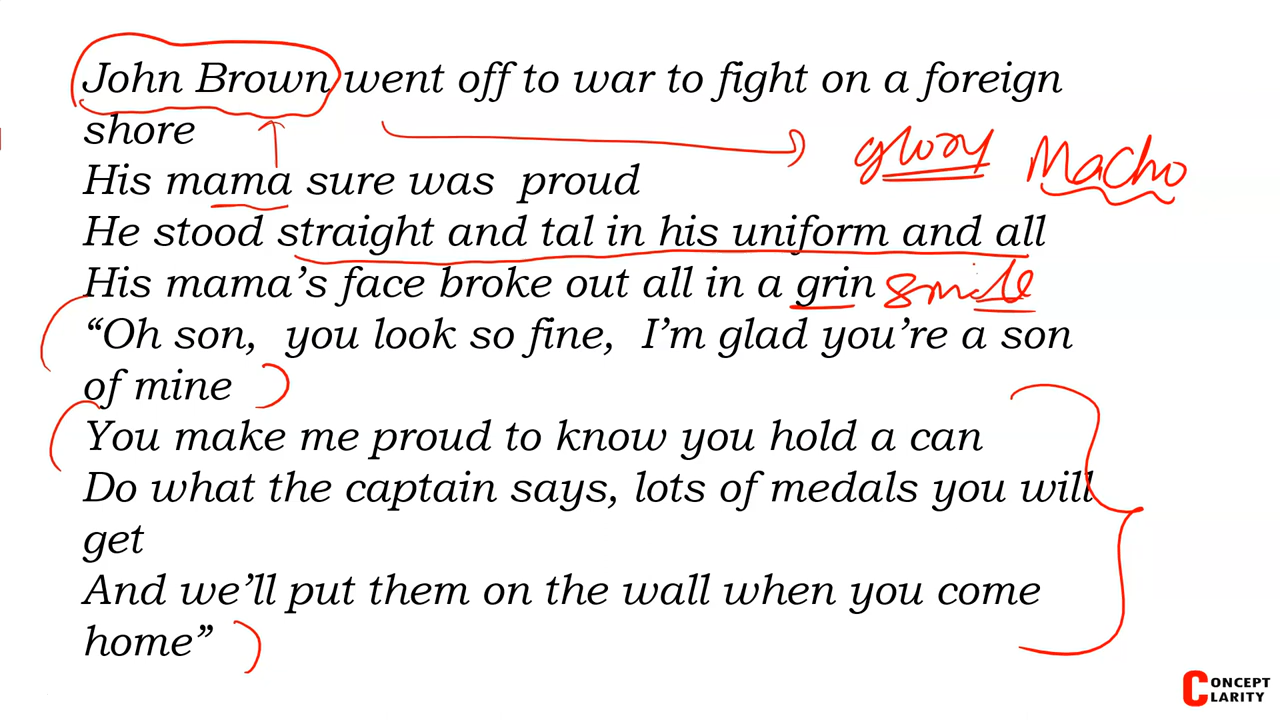 John Brown went off to war to fight on a foreign
shore
glory Macho
His mama sure was proud
He stood straight and tal in his uniform and all
His mama's face broke out all in a grin smile
"Oh son, you look so fine, I'm glad you're a son
of mine
You make me proud to know you hold a can
Do what the captain says, lots of medals you will
get
And we'll put them on the wall when you come
home"
CONCEPT
CLARITY